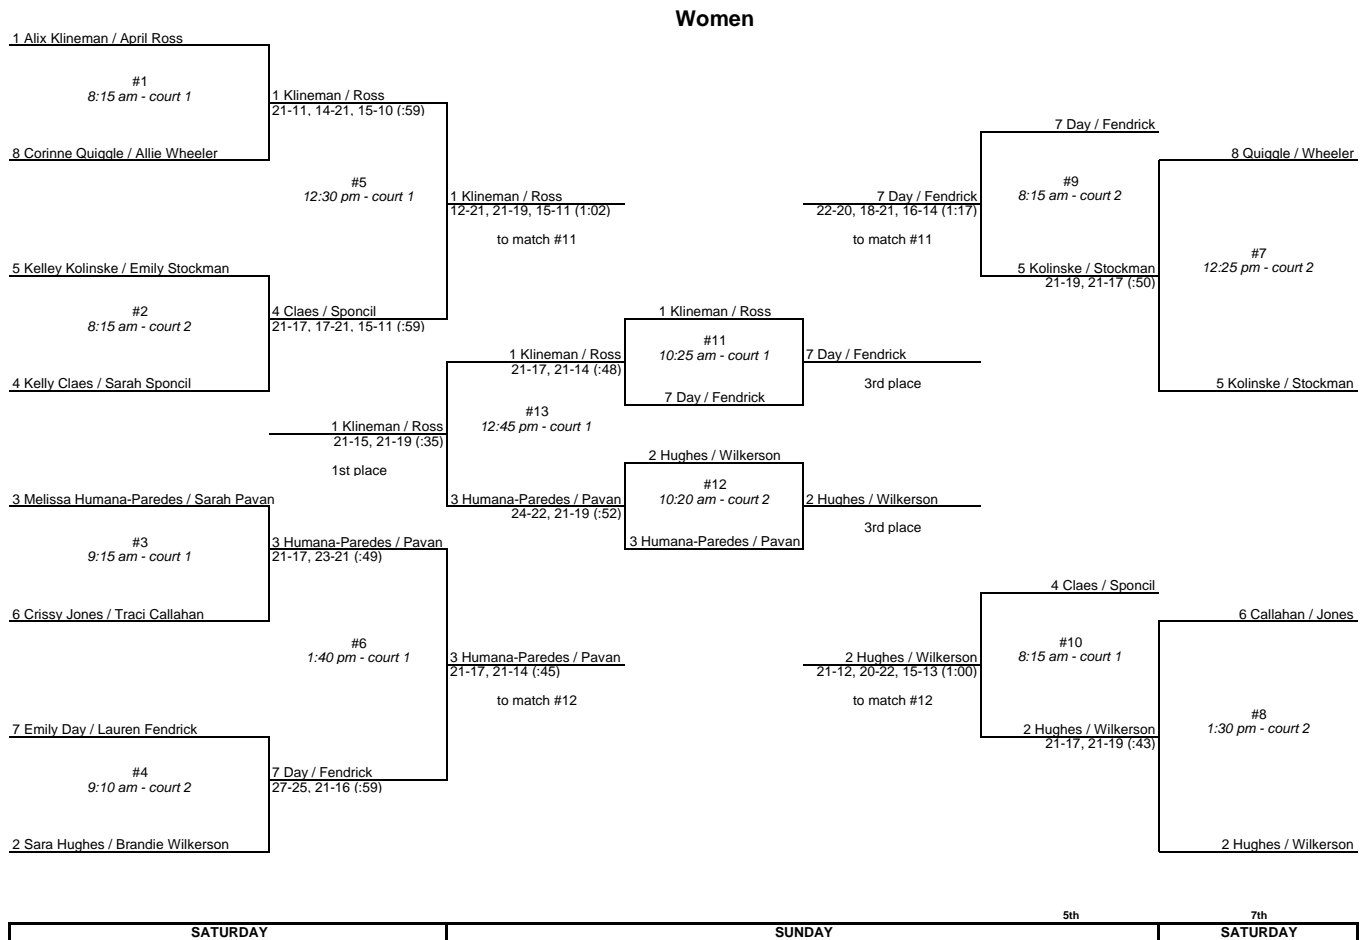 Women
1 Alix Klineman / April Ross
#1
8:15 am - court 1
8 Corinne Quiggle / Allie Wheeler
5 Kelley Kolinske / Emily Stockman
#2
8:15 am - court 2
4 Kelly Claes / Sarah Sponcil
3 Melissa Humana-Paredes / Sarah Pavan
#3
9:15 am - court 1
6 Crissy Jones / Traci Callahan
7 Emily Day / Lauren Fendrick
#4
9:10 am - court 2
2 Sara Hughes / Brandie Wilkerson
1 Klineman / Ross
21-11, 14-21, 15-10 (:59)
#5
12:30 pm - court 1
4 Claes / Sponcil
21-17, 17-21, 15-11 (:59)
1 Klineman / Ross
21-15, 21-19 (:35)
1st place
3 Humana-Paredes / Pavan
21-17, 23-21 (:49)
#6
1:40 pm - court 1
7 Day / Fendrick
27-25, 21-16 (:59)
1 Klineman / Ross
12-21, 21-19, 15-11 (1:02)
to match #11
1 Klineman / Ross
21-17, 21-14 (:48)
#13
12:45 pm - court 1
3 Humana-Paredes / Pavan
24-22, 21-19 (:52)
3 Humana-Paredes / Pavan
21-17, 21-14 (:45)
to match #12
1 Klineman / Ross
#11
10:25 am - court 1
7 Day / Fendrick
2 Hughes / Wilkerson
#12
10:20 am - court 2
3 Humana-Paredes / Pavan
7 Day / Fendrick
22-20, 18-21, 16-14 (1:17)
to match #11
7 Day / Fendrick
3rd place
2 Hughes / Wilkerson
3rd place
2 Hughes / Wilkerson
21-12, 20-22, 15-13 (1:00)
to match #12
7 Day / Fendrick
#9
8:15 am - court 2
5 Kolinske / Stockman
21-19, 21-17 (:50)
4 Claes / Sponcil
#10
8:15 am - court 1
2 Hughes / Wilkerson
21-17, 21-19 (:43)
8 Quiggle / Wheeler
#7
12:25 pm - court 2
5 Kolinske / Stockman
6 Callahan / Jones
#8
1:30 pm - court 2
2 Hughes / Wilkerson
5th
7th
SATURDAY
SUNDAY
SATURDAY